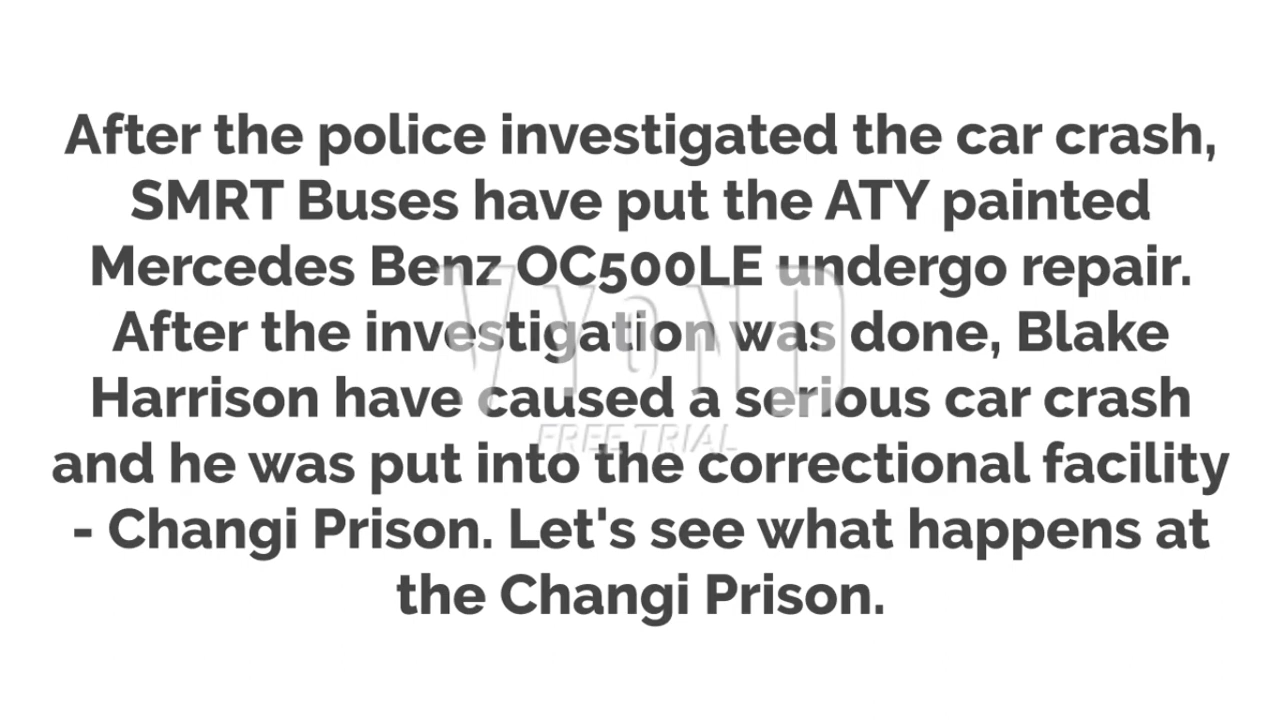 After the police investigated the car crash,
SMRT Buses have put the ATY painted
Mercedes Benz OC500LE undergo repair.
After the investigation was done, Blake
Harrison have caused a serious car crash
and he was put into the correctional facility
- Changi Prison. Let's see what happens at
the Changi Prison.
VYOND
FREE TRIAL